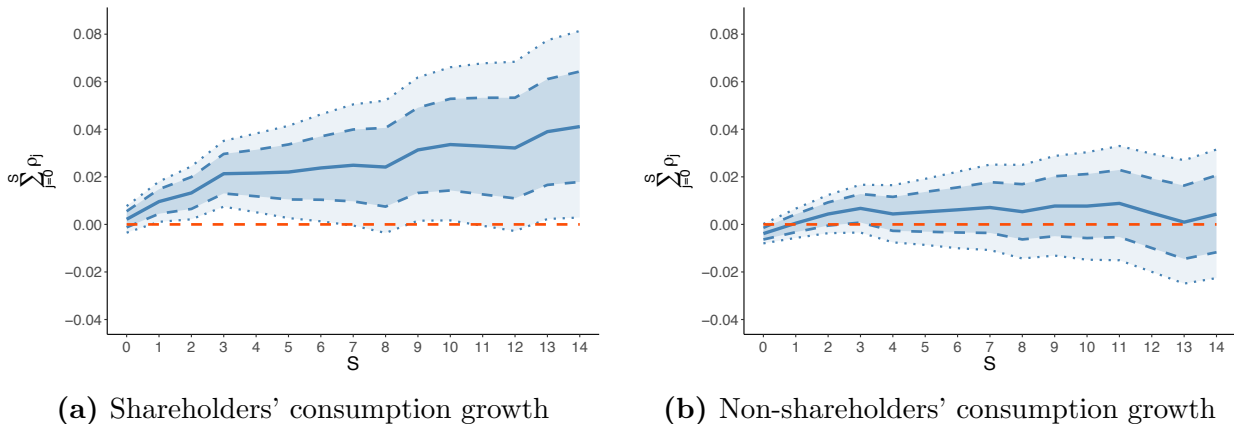 0.08
0.06
0.04
0.02
0.00
−0.02
−0.04
S
∑ ρj
j=0
0 1 2 3 4 5 6 7 8 9 10 11 12 13 14
S
(a) Shareholders’ consumption growth
0.08
0.06
0.04
0.02
0.00
−0.02
−0.04
S
∑ ρj
j=0
0 1 2 3 4 5 6 7 8 9 10 11 12 13 14
S
(b) Non-shareholders’ consumption growth